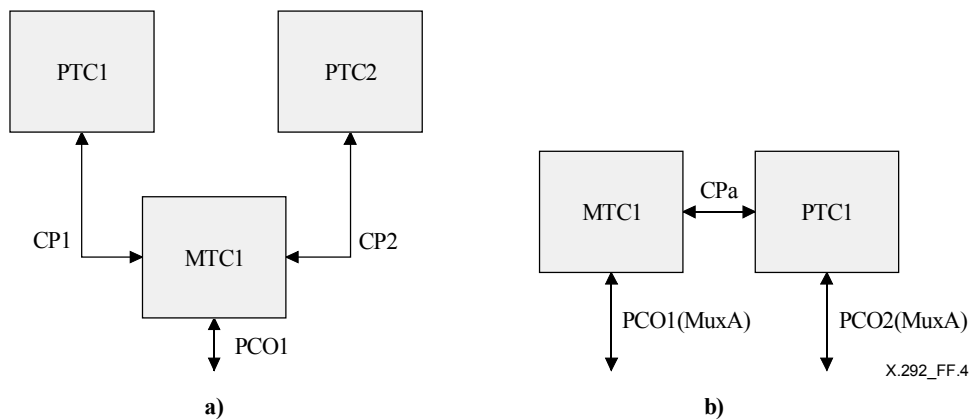 PTC1
PTC2
CP1
MTC1
CP2
PCO1
a)
MTC1
CPa
PTC1
PCO1(MuxA)
PCO2(MuxA)
X.292_FF.4
b)